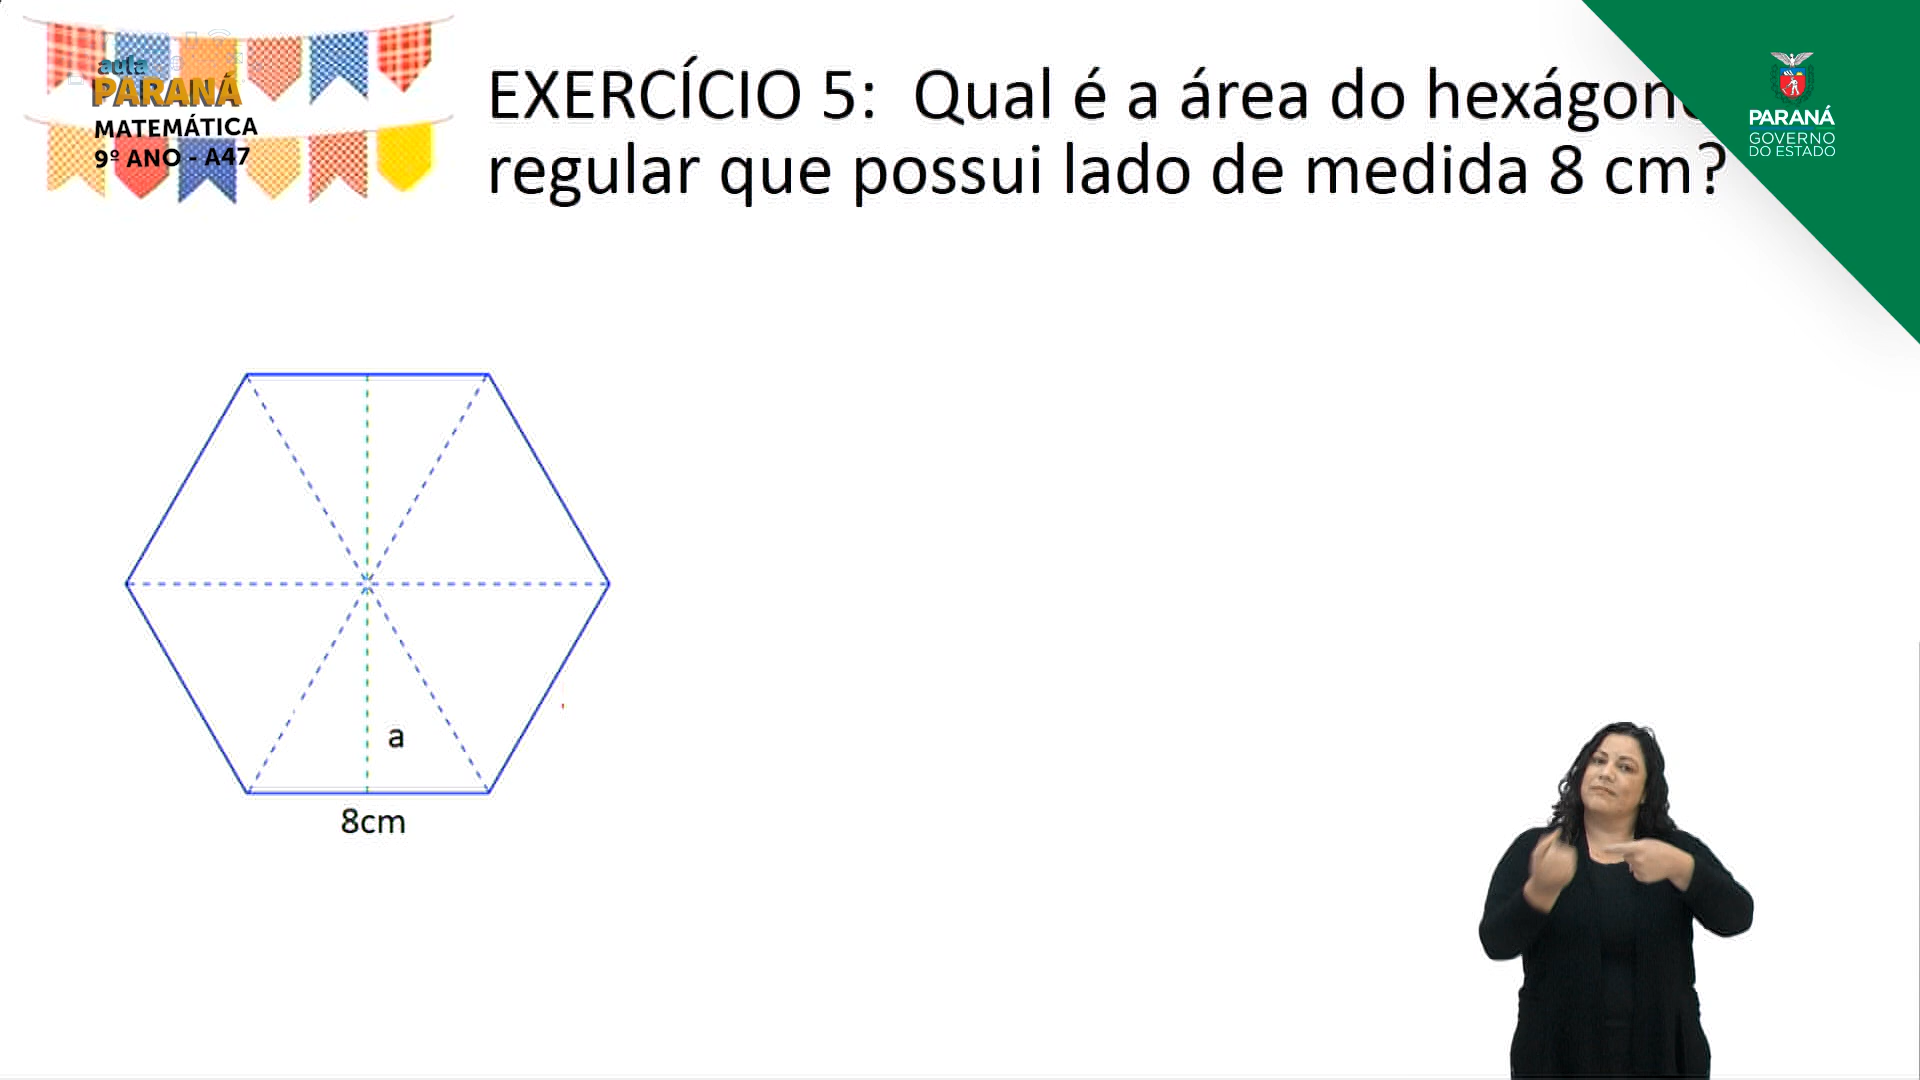 aula
PARANÁ
MATEMÁTICA
9º ANO - A47
EXERCÍCIO 5: Qual é a área do hexágono
regular que possui lado de medida 8 cm?
PARANÁ
GOVERNO
DO ESTADO
a
8cm